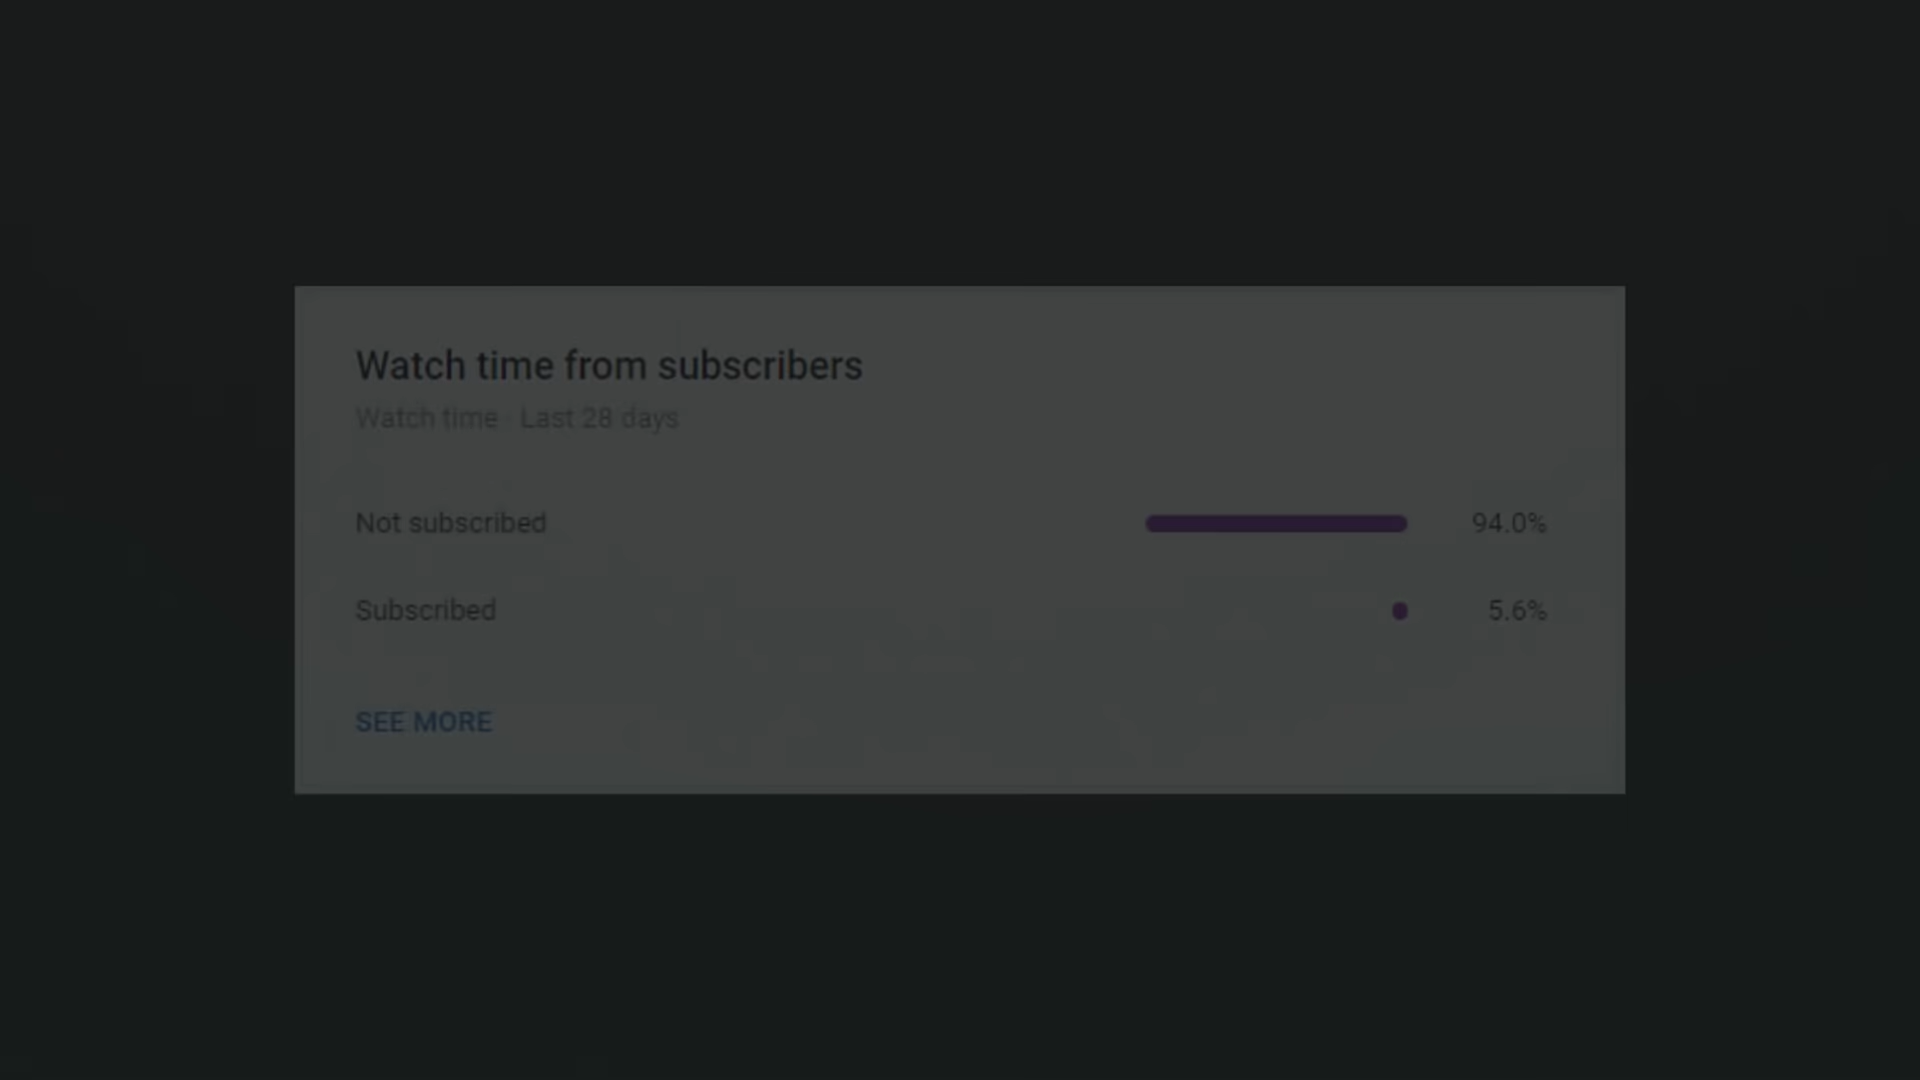 Watch time from subscribers
Watch time · Last 28 days
Not subscribed 94.0%
Subscribed 5.6%
SEE MORE